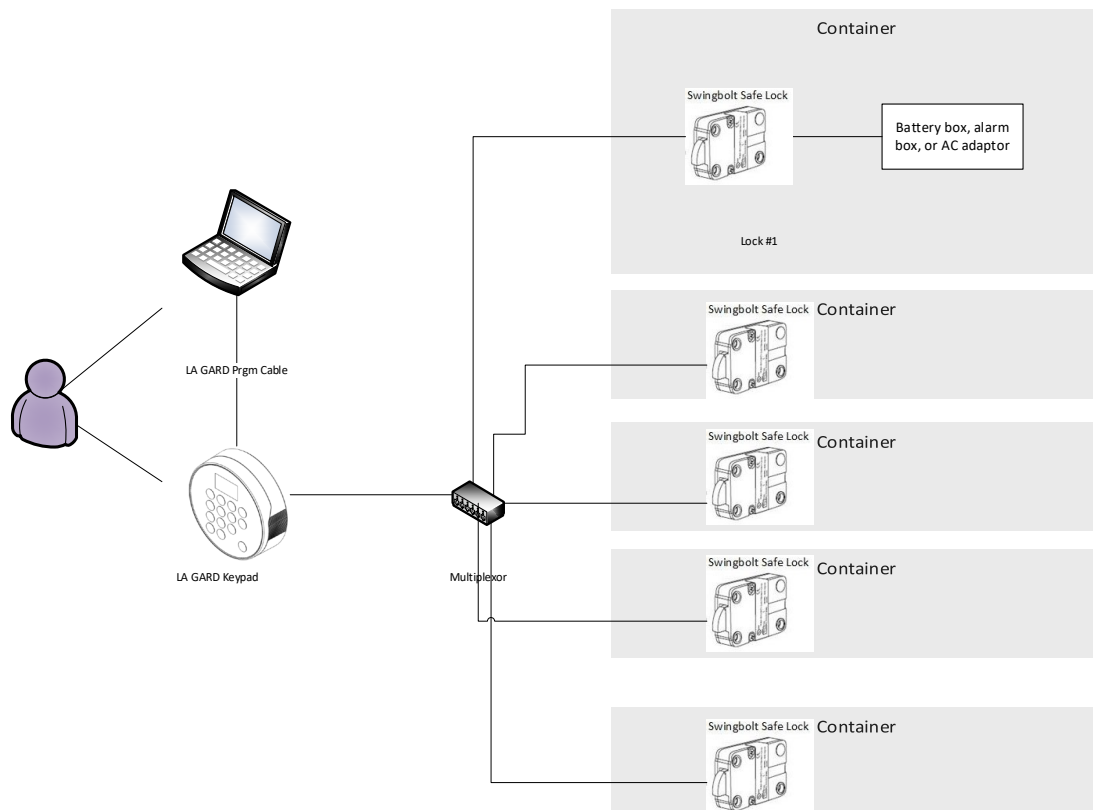 Container
Swingbolt Safe Lock
Battery box, alarm
box, or AC adaptor
Lock #1
Swingbolt Safe Lock
Container
LA GARD Prgm Cable
Swingbolt Safe Lock
Container
LA GARD Keypad
Multiplexor
Swingbolt Safe Lock
Container
Swingbolt Safe Lock
Container